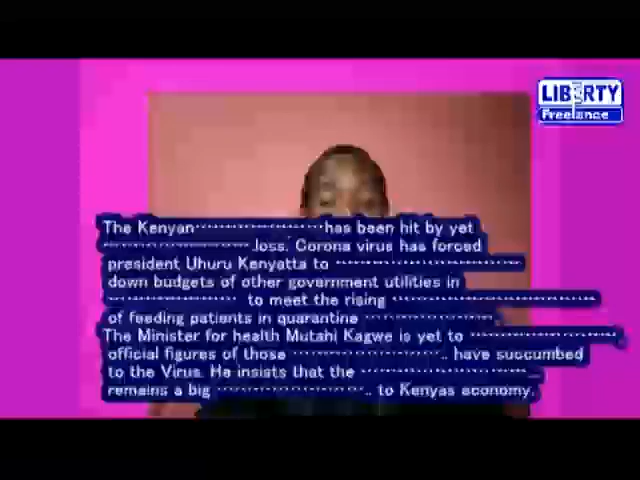 LIBERTY
Freelance
The Kenyan........................has been hit by yet
........................... loss. Corona virus has forced
president Uhuru Kenyatta to ...................................
down budgets of other government utilities in
........................ to meet the rising ......................................
of feeding patients in quarantine ........................
The Minister for health Mutahi Kagwe is yet to ............................,
official figures of those ............................ have succumbed
to the Virus. He insists that the ..............................
remains a big ............................ to Kenyas economy.